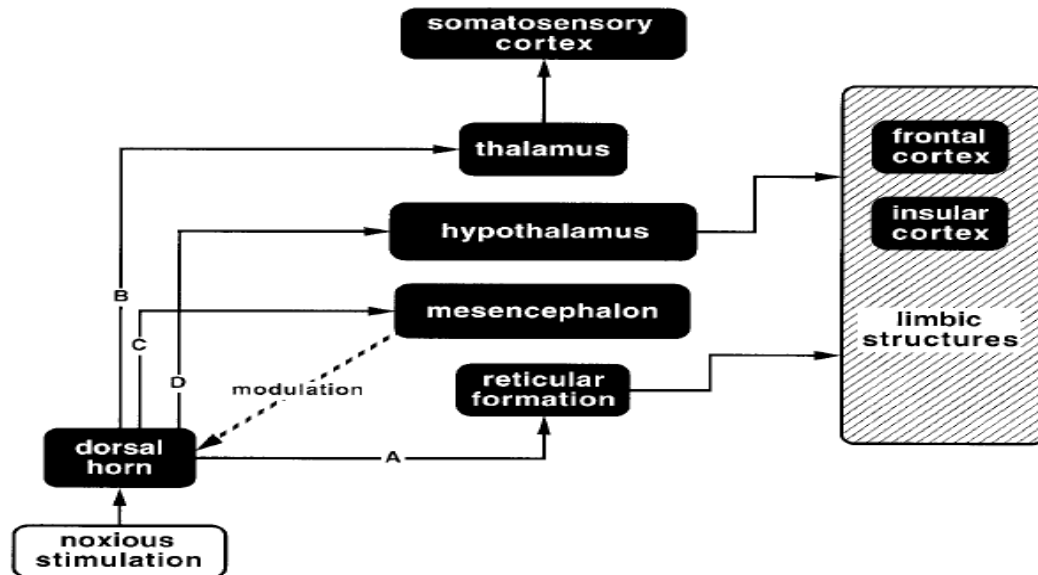 somatosensory
cortex
thalamus
frontal
cortex
hypothalamus
insular
cortex
B
mesencephalon
C
limbic
structures
D
modulation
reticular
formation
dorsal
horn
A
noxious
stimulation